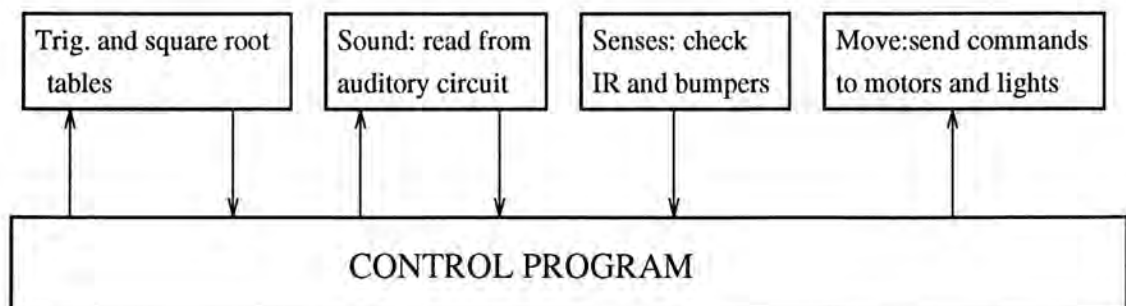 Trig. and square root
tables
Sound: read from
auditory circuit
Senses: check
IR and bumpers
Move:send commands
to motors and lights
CONTROL PROGRAM